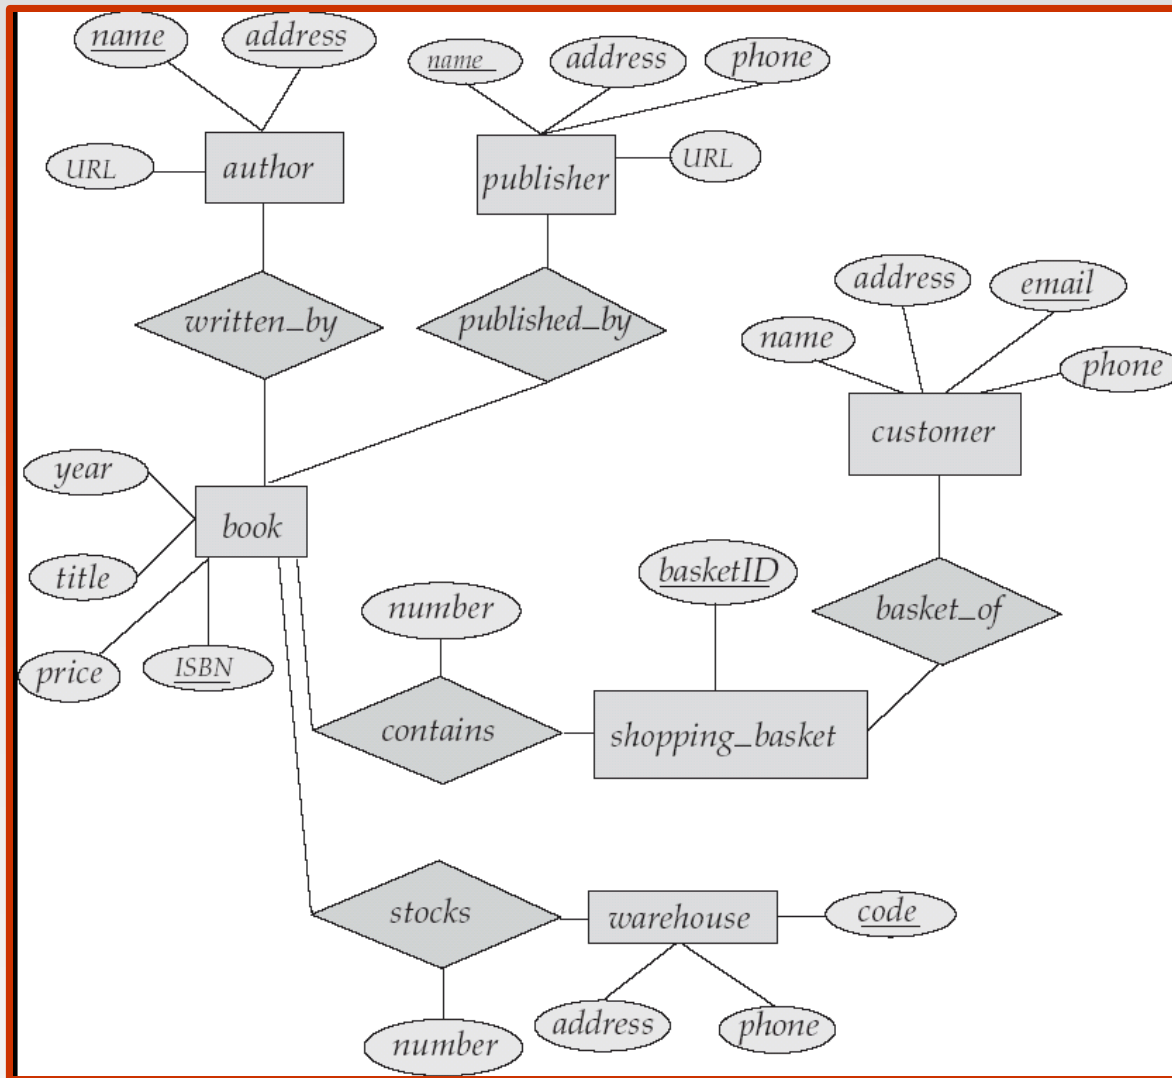 name
address
name
address
phone
URL
author
publisher
URL
address
email
written_by
published_by
name
phone
customer
year
book
title
basketID
number
basket_of
price
ISBN
contains
shopping_basket
stocks
warehouse
code
address
phone
number